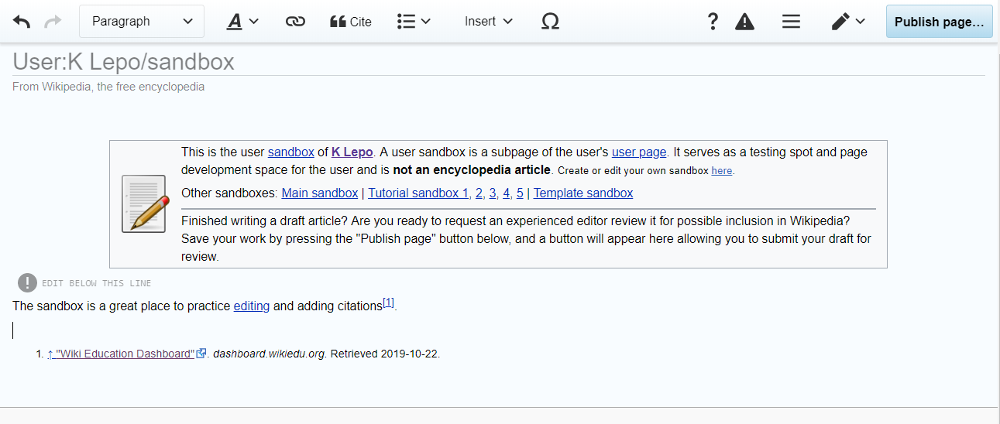 Paragraph A Cite Insert Ω ? Publish page...
User:K Lepo/sandbox
From Wikipedia, the free encyclopedia
This is the user sandbox of K Lepo. A user sandbox is a subpage of the user's user page. It serves as a testing spot and page
development space for the user and is not an encyclopedia article. Create or edit your own sandbox here.
Other sandboxes: Main sandbox | Tutorial sandbox 1, 2, 3, 4, 5 | Template sandbox
Finished writing a draft article? Are you ready to request an experienced editor review it for possible inclusion in Wikipedia?
Save your work by pressing the "Publish page" button below, and a button will appear here allowing you to submit your draft for
review.
! EDIT BELOW THIS LINE
The sandbox is a great place to practice editing and adding citations[1].
1. ↑ "Wiki Education Dashboard". dashboard.wikiedu.org. Retrieved 2019-10-22.